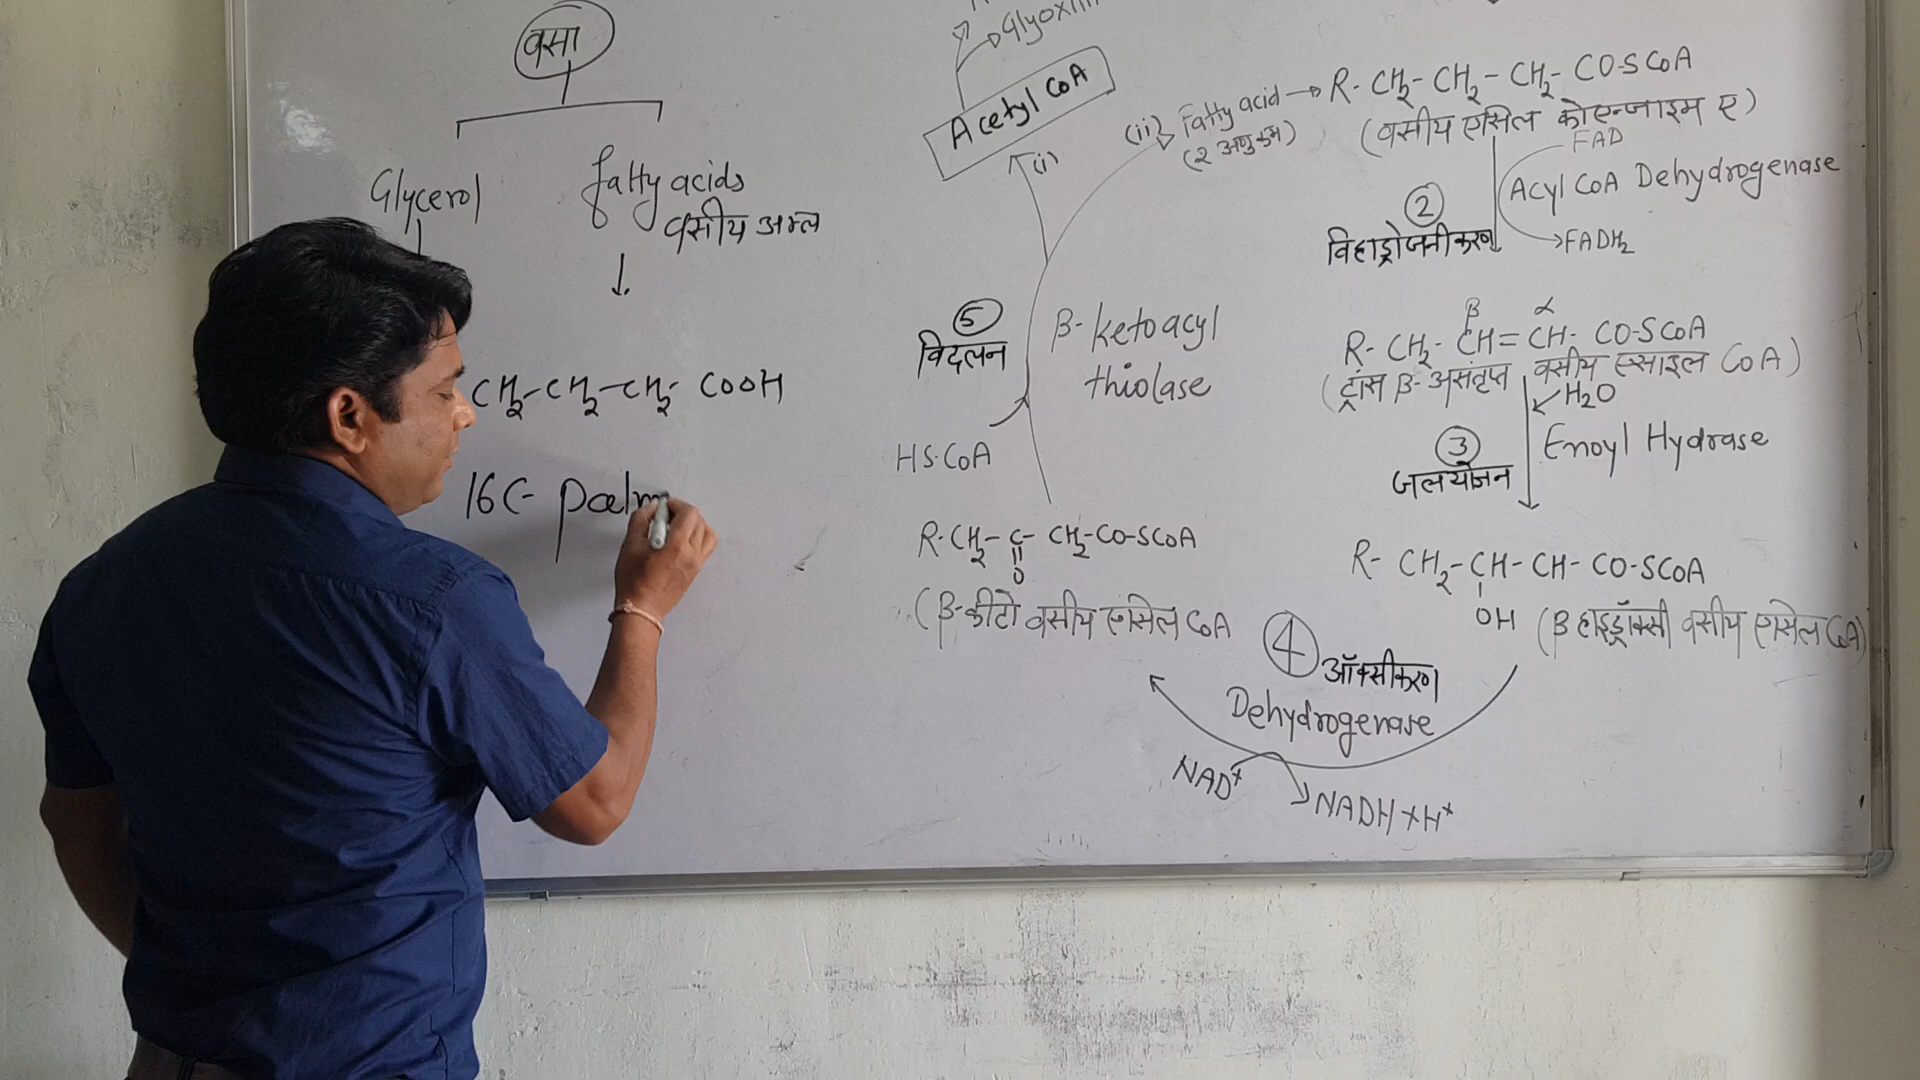 वसा
Glycerol
fatty acids
वसीय अम्ल
CH2-CH2-CH2- COOH
16C- palm
Acetyl CoA
(i)
(ii) Fatty acid → R- CH2- CH2 - CH2- CO-SCoA
(2 अणु कम)
(वसीय एसिल कोएन्जाइम ए)
FAD
Acyl CoA Dehydrogenase
2
विहाड्रोजनीकरण
FADH2
β α
R- CH2- CH = CH- CO-SCoA
(ट्रांस β-असंतृप्त वसीय एसाइल CoA)
H2O
3
जलयोजन
Enoyl Hydrase
R- CH2-CH-CH- CO-SCoA
OH
(β हाइड्रॉक्सी वसीय एसिल CoA)
4
ऑक्सीकरण
Dehydrogenase
NAD+
NADH+H+
R-CH2-C- CH2-CO-SCoA
O
(β-कीटो वसीय एसिल CoA
HS.CoA
5
विदलन
β-ketoacyl
thiolase